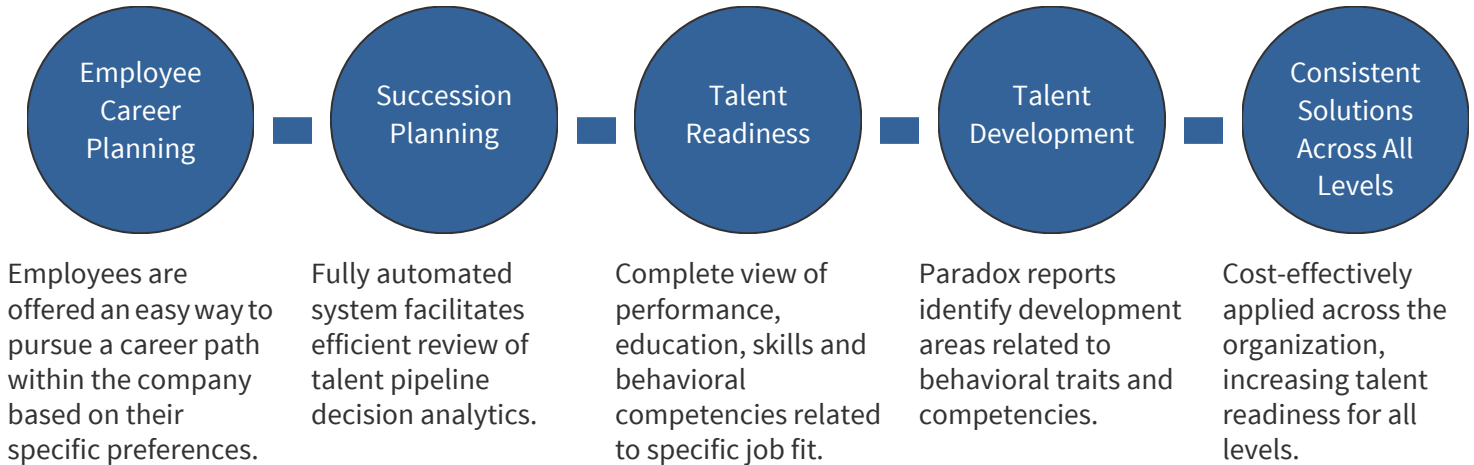 Employee
Career
Planning
Succession
Planning
Talent
Readiness
Talent
Development
Consistent
Solutions
Across All
Levels
Employees are
offered an easy way to
pursue a career path
within the company
based on their
specific preferences.
Fully automated
system facilitates
efficient review of
talent pipeline
decision analytics.
Complete view of
performance,
education, skills and
behavioral
competencies related
to specific job fit.
Paradox reports
identify development
areas related to
behavioral traits and
competencies.
Cost-effectively
applied across the
organization,
increasing talent
readiness for all
levels.